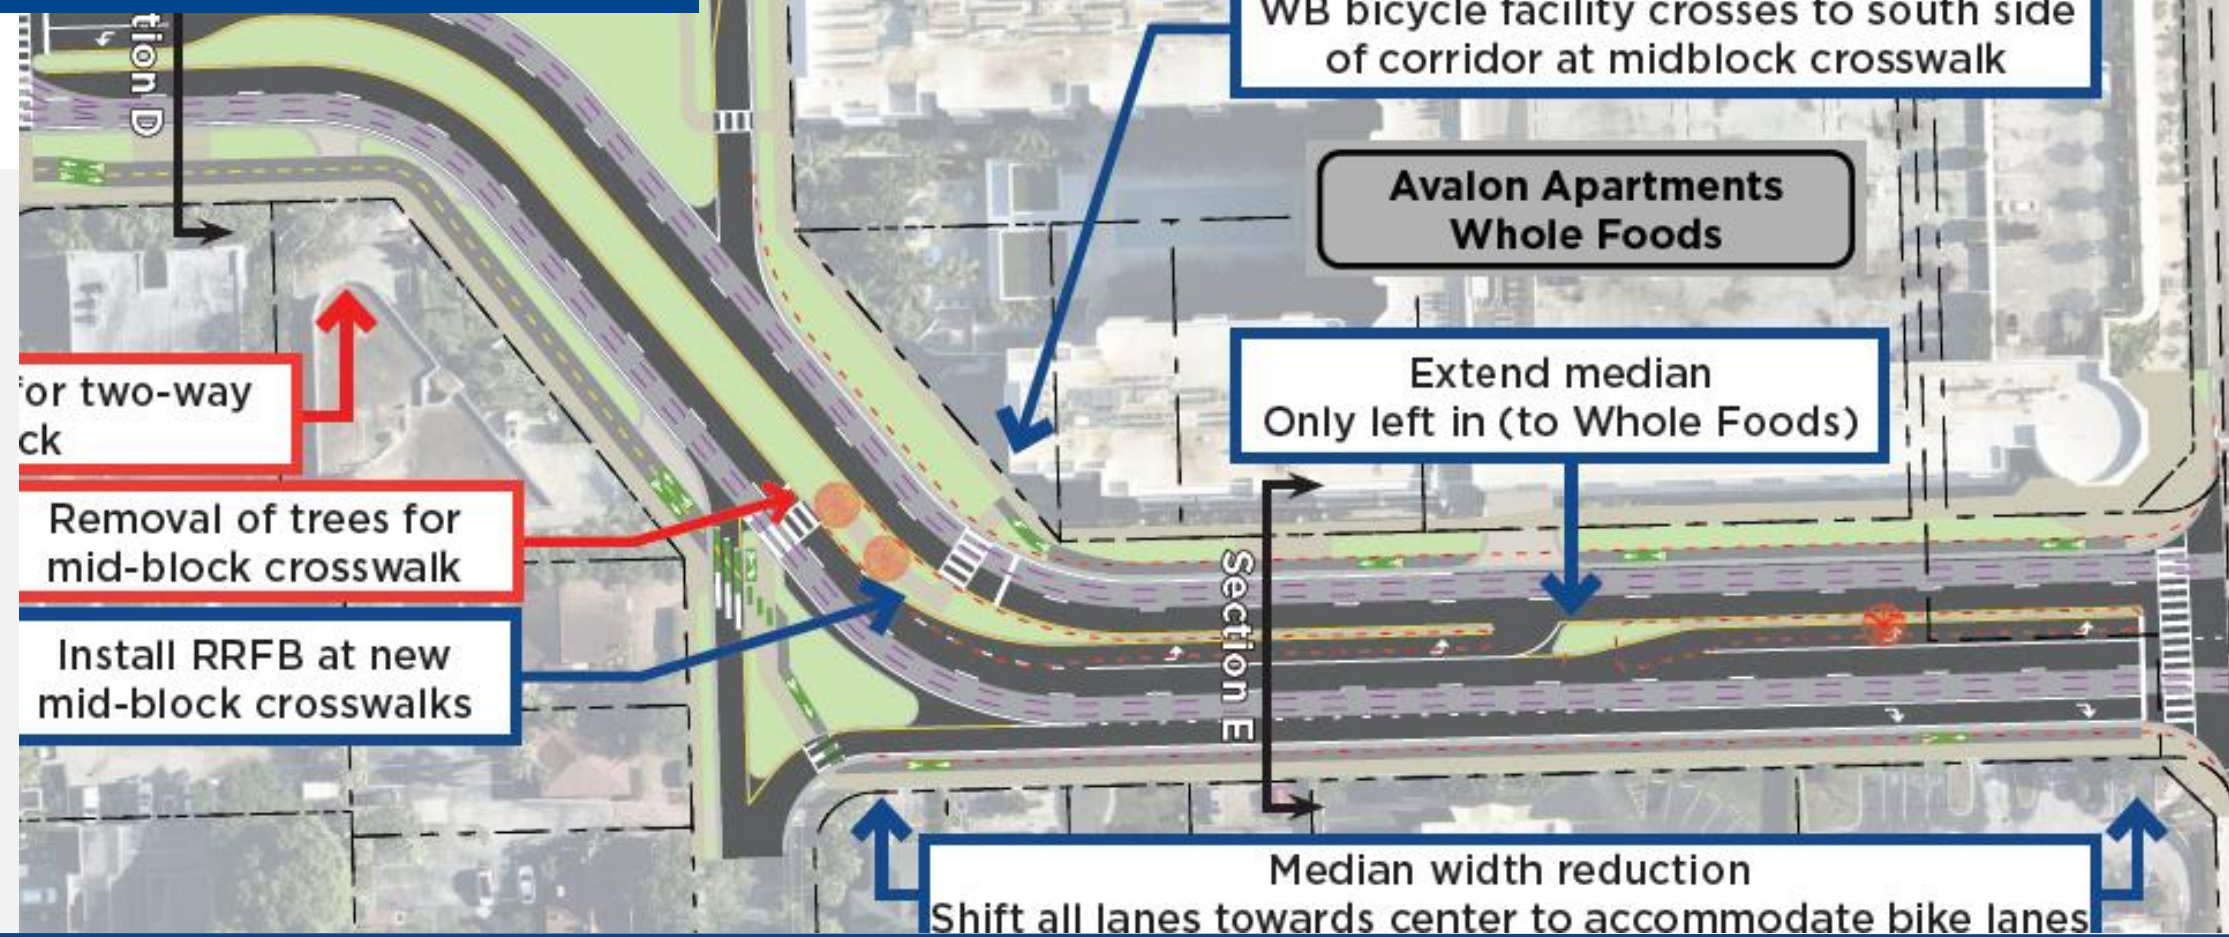 WB bicycle facility crosses to south side
of corridor at midblock crosswalk
tion D
Avalon Apartments
Whole Foods
Extend median
Only left in (to Whole Foods)
or two-way
ck
Removal of trees for
mid-block crosswalk
Install RRFB at new
mid-block crosswalks
Section E
Median width reduction
Shift all lanes towards center to accommodate bike lanes